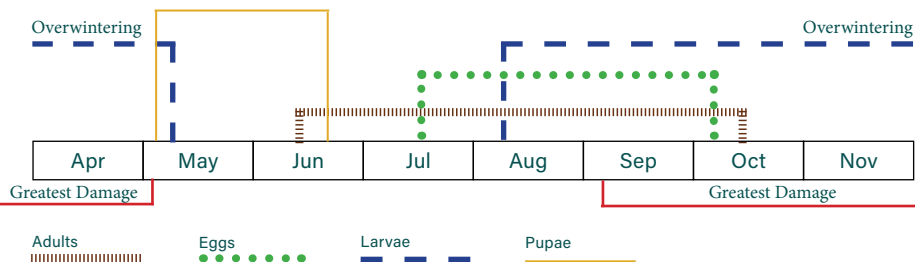 Overwintering Overwintering
Apr May Jun Jul Aug Sep Oct Nov
Greatest Damage Greatest Damage
Adults Eggs Larvae Pupae